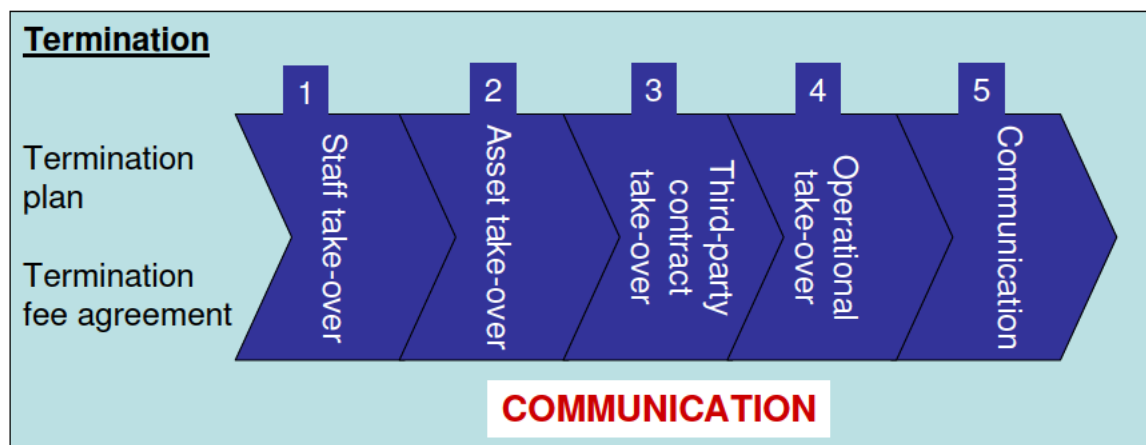 Termination
1
2
3
4
5
Termination
plan
Termination
fee agreement
Staff take-over
Asset take-over
Third-party
contract
take-over
Operational
take-over
Communication
COMMUNICATION